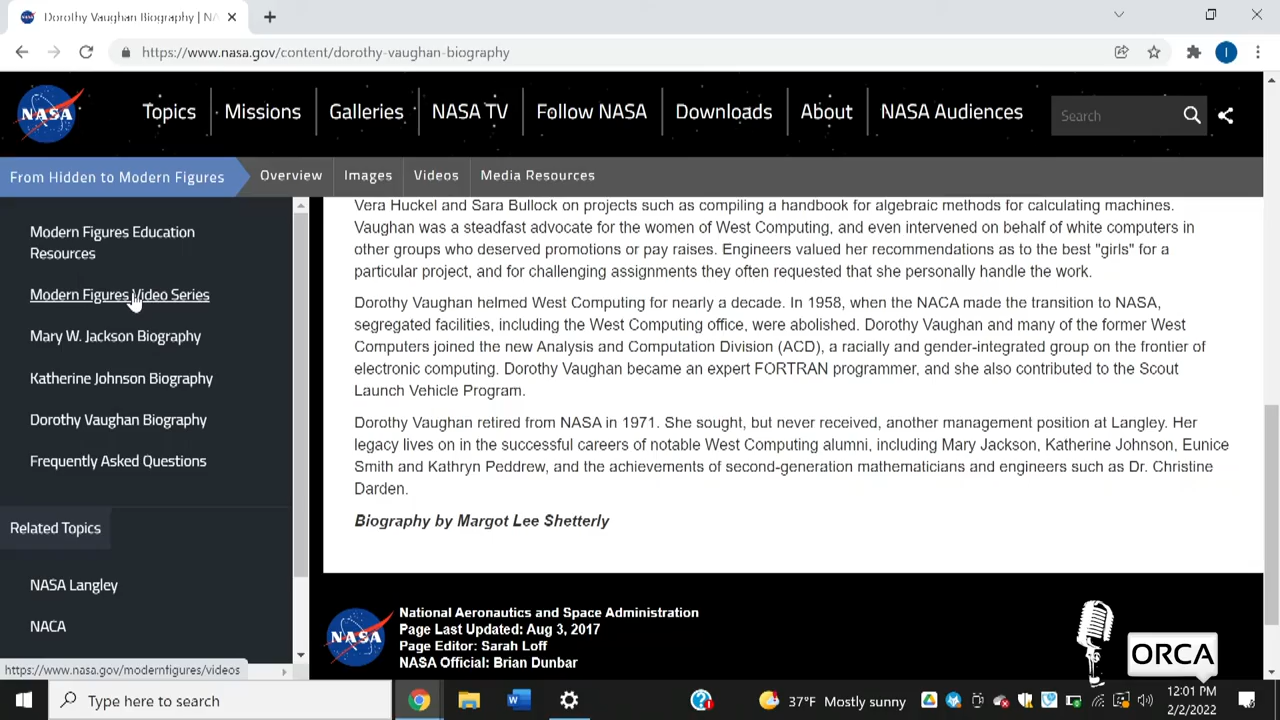 Dorothy Vaughan Biography | NA
https://www.nasa.gov/content/dorothy-vaughan-biography
I
NASA
Topics
Missions
Galleries
NASA TV
Follow NASA
Downloads
About
NASA Audiences
Search
From Hidden to Modern Figures
Overview
Images
Videos
Media Resources
Modern Figures Education
Resources
Modern Figures Video Series
Mary W. Jackson Biography
Katherine Johnson Biography
Dorothy Vaughan Biography
Frequently Asked Questions
Related Topics
NASA Langley
NACA
https://www.nasa.gov/modernfigures/videos
Vera Huckel and Sara Bullock on projects such as compiling a handbook for algebraic methods for calculating machines.
Vaughan was a steadfast advocate for the women of West Computing, and even intervened on behalf of white computers in
other groups who deserved promotions or pay raises. Engineers valued her recommendations as to the best "girls" for a
particular project, and for challenging assignments they often requested that she personally handle the work.
Dorothy Vaughan helmed West Computing for nearly a decade. In 1958, when the NACA made the transition to NASA,
segregated facilities, including the West Computing office, were abolished. Dorothy Vaughan and many of the former West
Computers joined the new Analysis and Computation Division (ACD), a racially and gender-integrated group on the frontier of
electronic computing. Dorothy Vaughan became an expert FORTRAN programmer, and she also contributed to the Scout
Launch Vehicle Program.
Dorothy Vaughan retired from NASA in 1971. She sought, but never received, another management position at Langley. Her
legacy lives on in the successful careers of notable West Computing alumni, including Mary Jackson, Katherine Johnson, Eunice
Smith and Kathryn Peddrew, and the achievements of second-generation mathematicians and engineers such as Dr. Christine
Darden.
Biography by Margot Lee Shetterly
NASA
National Aeronautics and Space Administration
Page Last Updated: Aug 3, 2017
Page Editor: Sarah Loff
NASA Official: Brian Dunbar
ORCA
Type here to search
37°F Mostly sunny
12:01 PM
2/2/2022